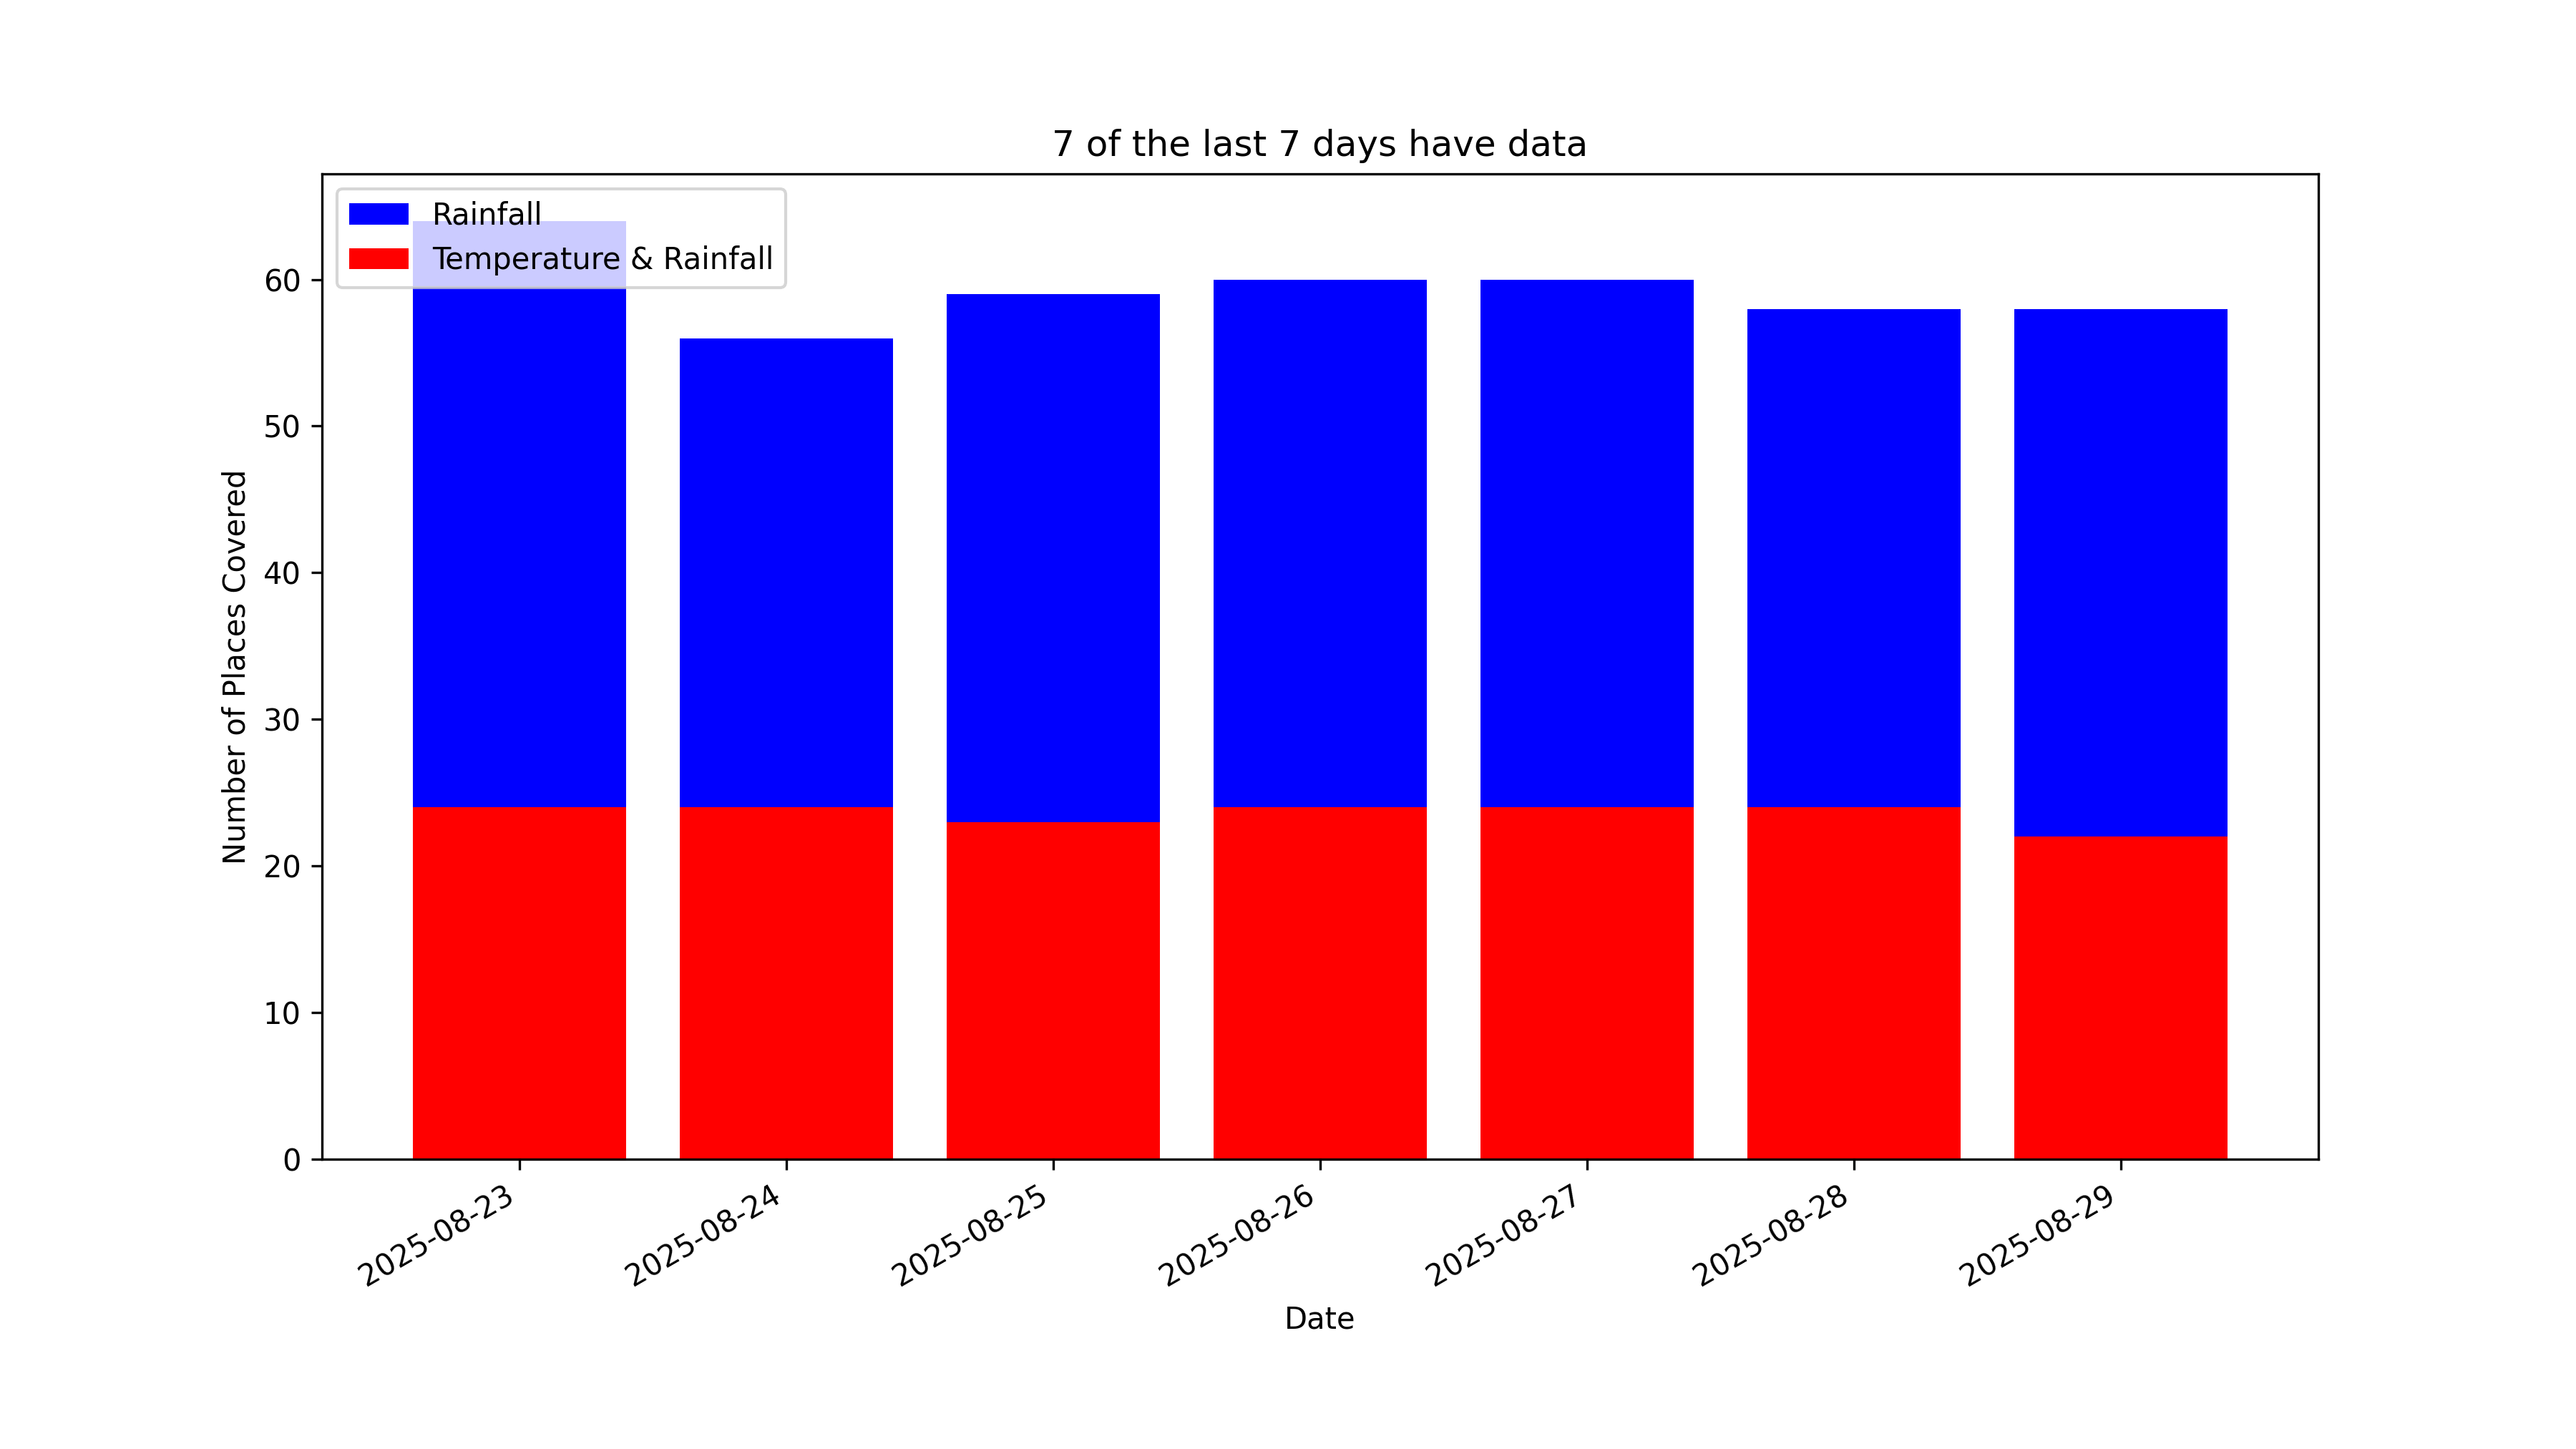 7 of the last 7 days have data
Rainfall
Temperature & Rainfall
Number of Places Covered
60
50
40
30
20
10
0
2025-08-23
2025-08-24
2025-08-25
2025-08-26
2025-08-27
2025-08-28
2025-08-29
Date